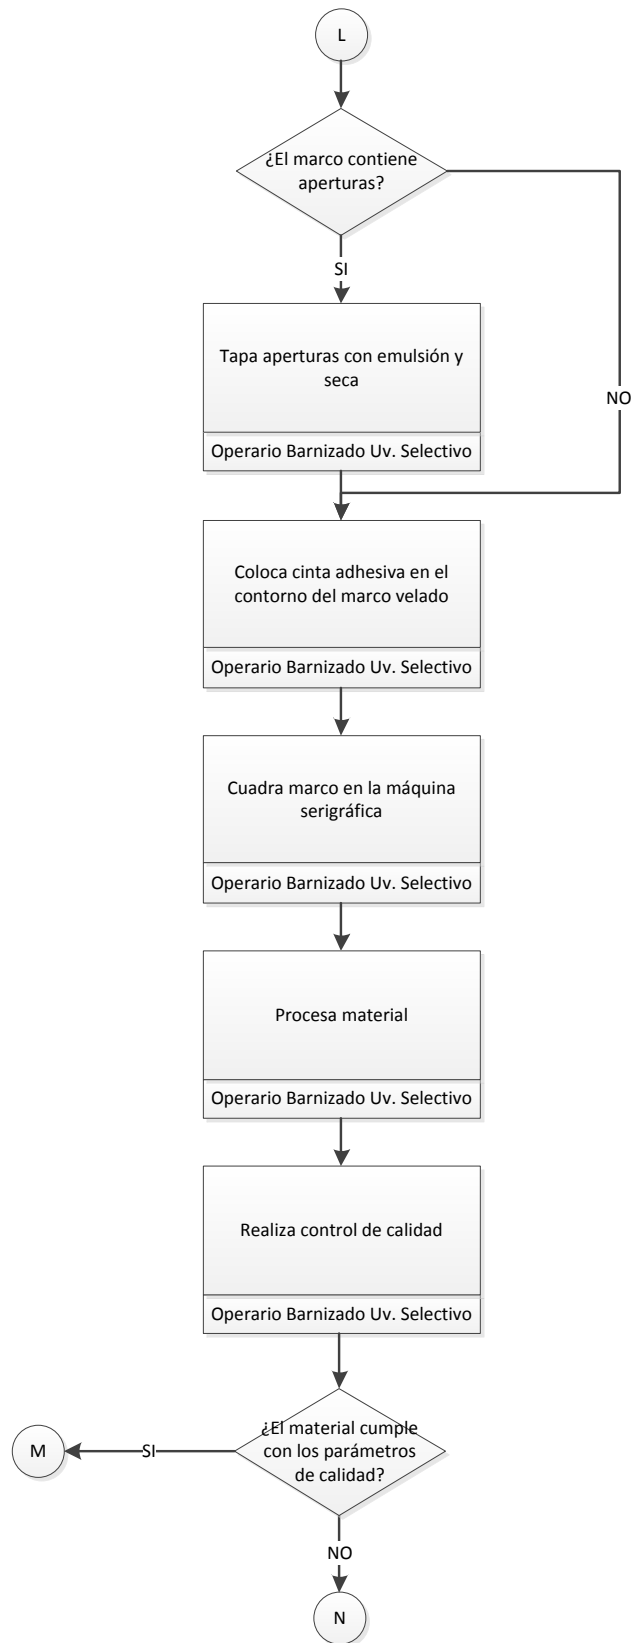 L
¿El marco contiene
aperturas?
SI
Tapa aperturas con emulsión y
seca
NO
Operario Barnizado Uv. Selectivo
Coloca cinta adhesiva en el
contorno del marco velado
Operario Barnizado Uv. Selectivo
Cuadra marco en la máquina
serigráfica
Operario Barnizado Uv. Selectivo
Procesa material
Operario Barnizado Uv. Selectivo
Realiza control de calidad
Operario Barnizado Uv. Selectivo
¿El material cumple
con los parámetros
de calidad?
SI
M
NO
N